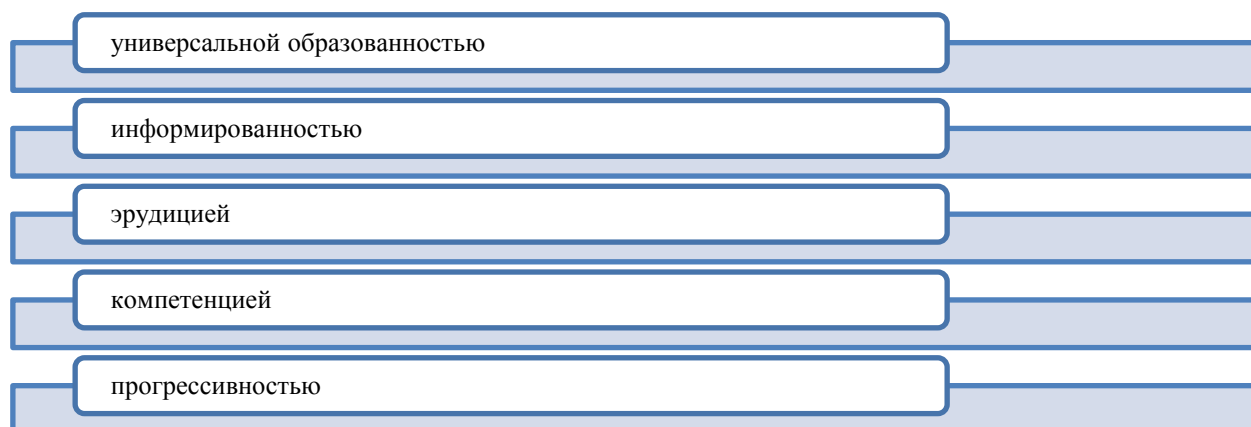 универсальной образованностью
информированностью
эрудицией
компетенцией
прогрессивностью